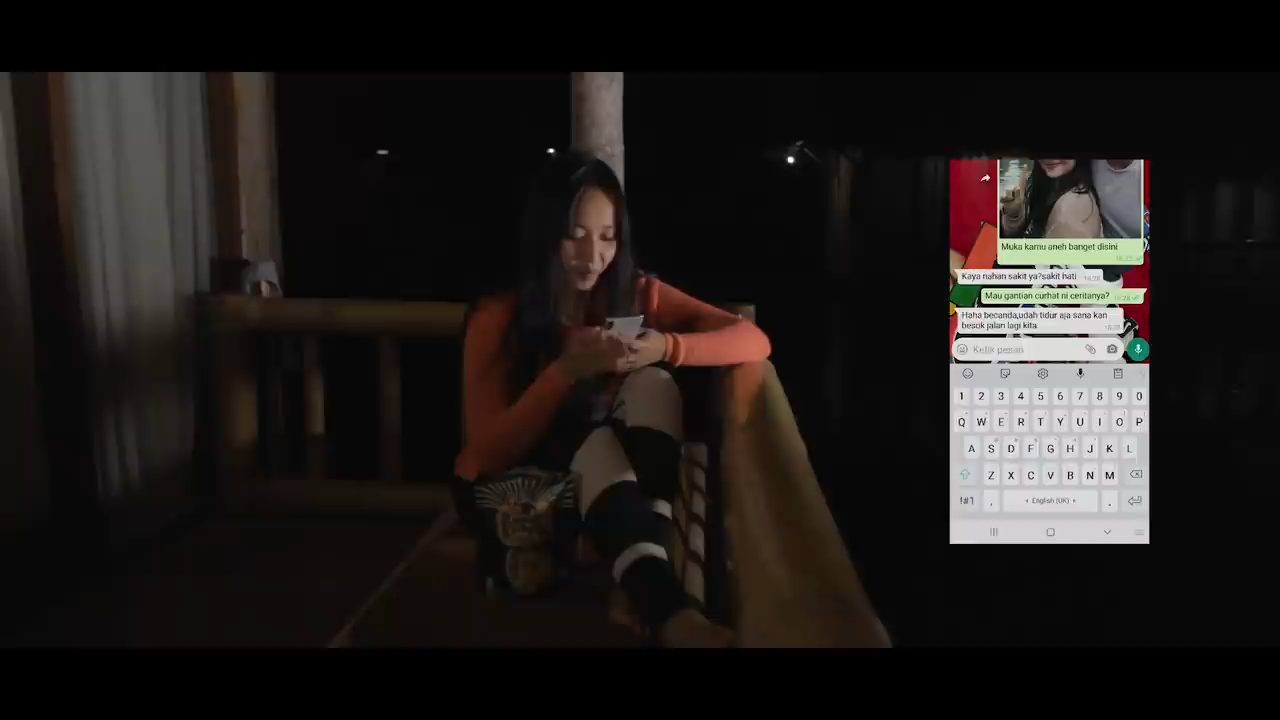 Muka kamu aneh banget disini
Kaya nahan sakit ya?sakit hati
Mau gantian curhat ni ceritanya?
Haha becanda,udah tidur aja sana kan
besok jalan lagi kita.
Ketik pesan
1 2 3 4 5 6 7 8 9 0
Q W E R T Y U I O P
A S D F G H J K L
Z X C V B N M
!#1 , English (UK) .